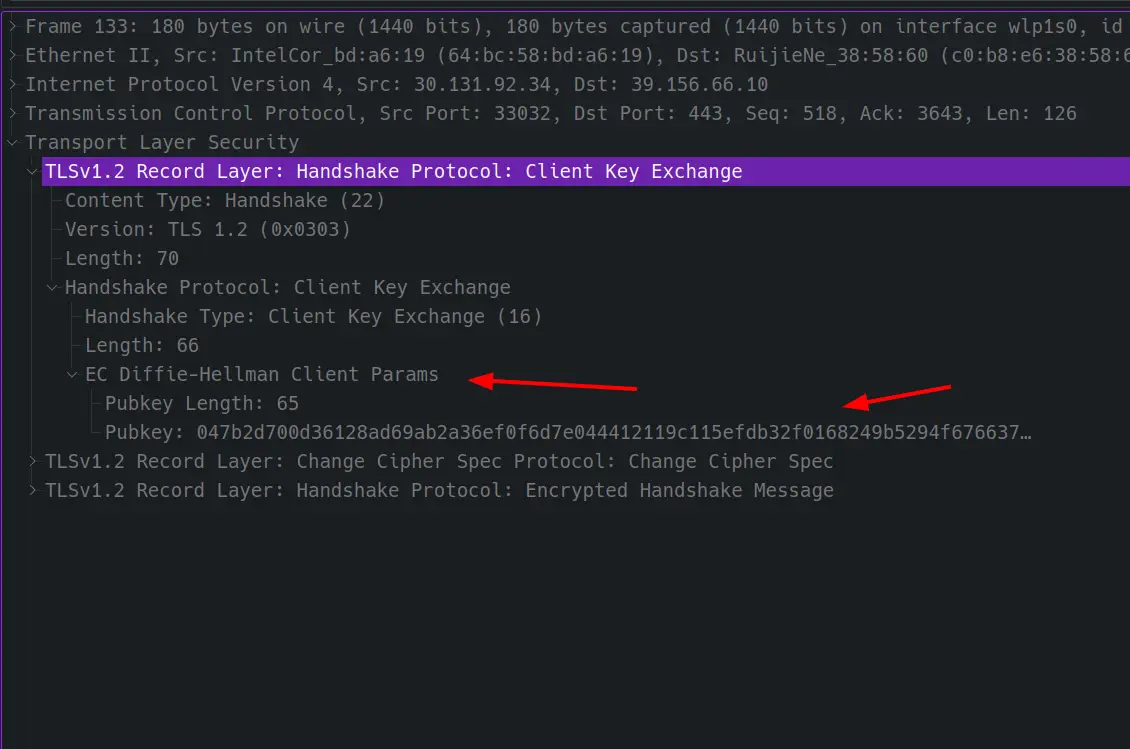 Frame 133: 180 bytes on wire (1440 bits), 180 bytes captured (1440 bits) on interface wlp1s0, id
Ethernet II, Src: IntelCor_bd:a6:19 (64:bc:58:bd:a6:19), Dst: RuijieNe_38:58:60 (c0:b8:e6:38:58:6
Internet Protocol Version 4, Src: 30.131.92.34, Dst: 39.156.66.10
Transmission Control Protocol, Src Port: 33032, Dst Port: 443, Seq: 518, Ack: 3643, Len: 126
Transport Layer Security
TLSv1.2 Record Layer: Handshake Protocol: Client Key Exchange
Content Type: Handshake (22)
Version: TLS 1.2 (0x0303)
Length: 70
Handshake Protocol: Client Key Exchange
Handshake Type: Client Key Exchange (16)
Length: 66
EC Diffie-Hellman Client Params
Pubkey Length: 65
Pubkey: 047b2d700d36128ad69ab2a36ef0f6d7e044412119c115efdb32f0168249b5294f676637…
TLSv1.2 Record Layer: Change Cipher Spec Protocol: Change Cipher Spec
TLSv1.2 Record Layer: Handshake Protocol: Encrypted Handshake Message